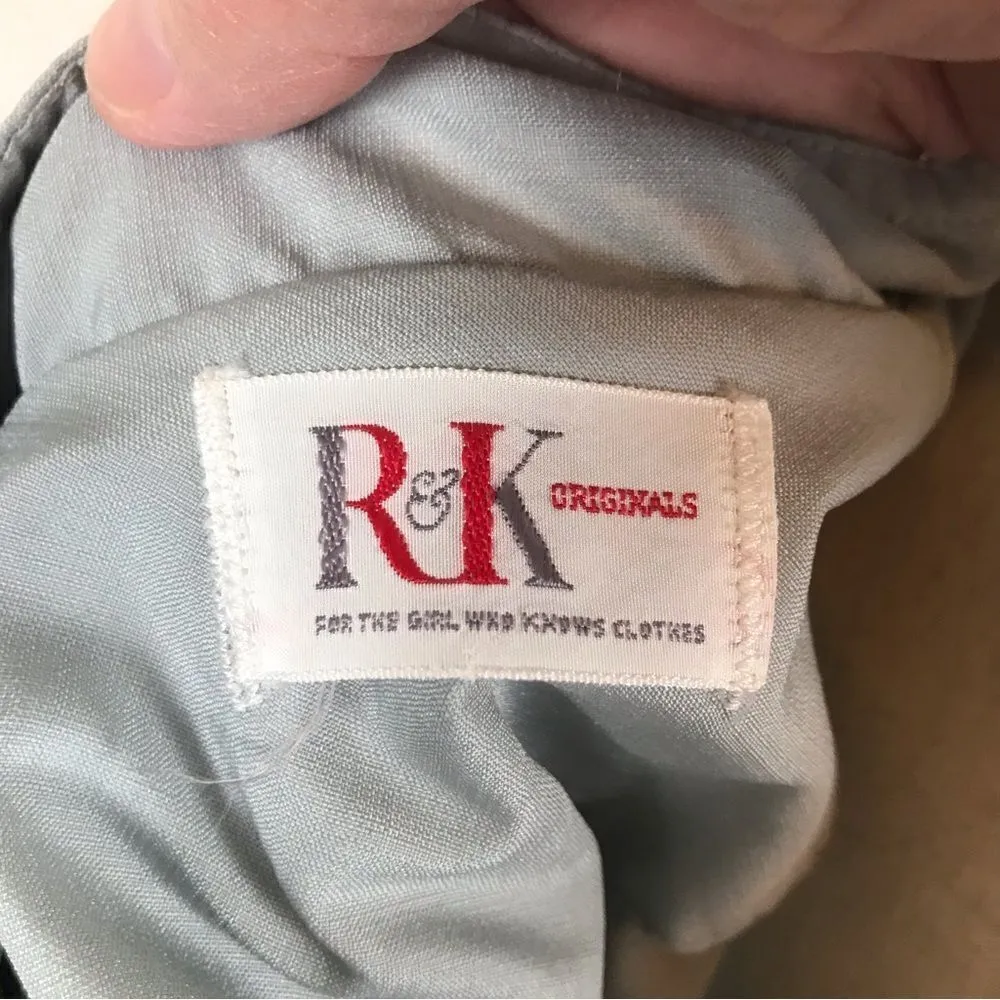 R&K ORIGINALS
FOR THE GIRL WHO KNOWS CLOTHES